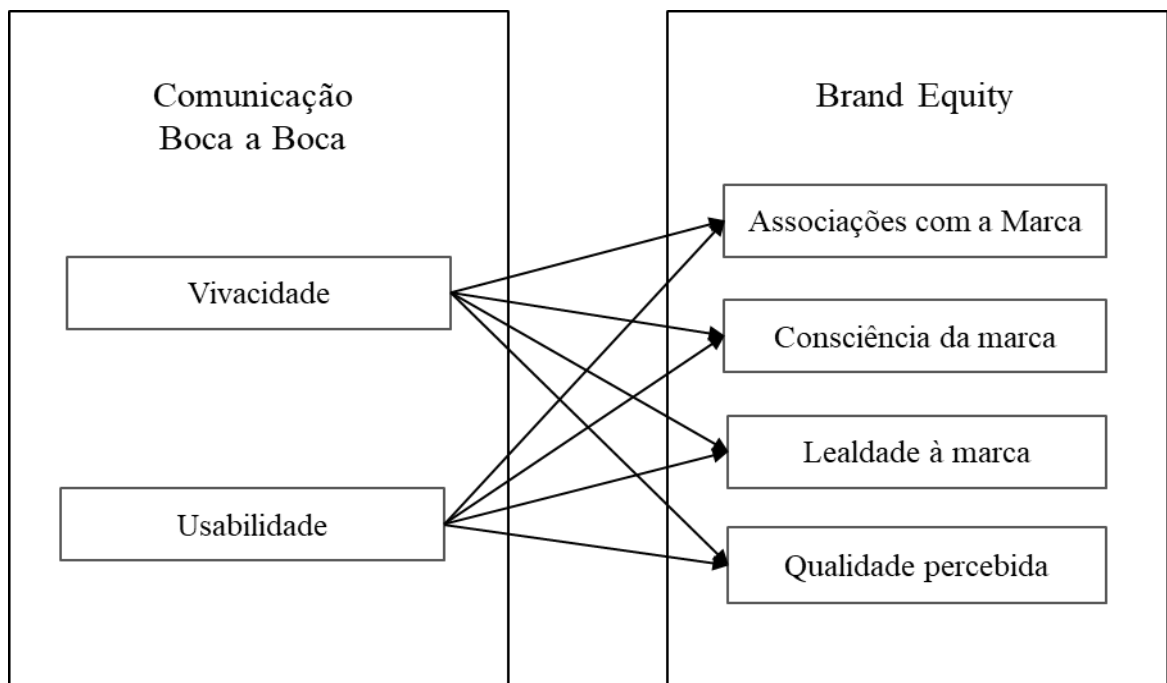 Comunicação
Boca a Boca
Vivacidade
Usabilidade
Brand Equity
Associações com a Marca
Consciência da marca
Lealdade à marca
Qualidade percebida